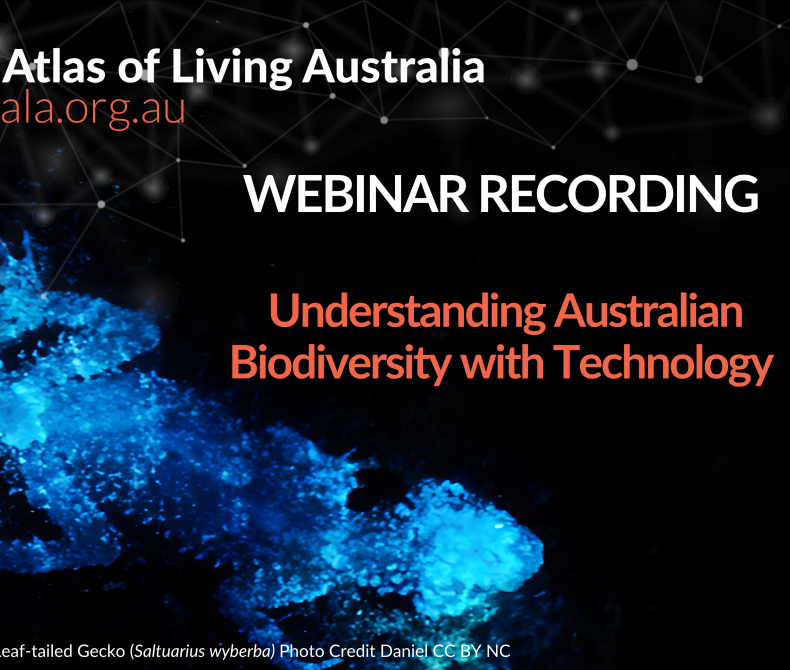 Atlas of Living Australia
ala.org.au
WEBINAR RECORDING
Understanding Australian
Biodiversity with Technology
Leaf-tailed Gecko (Saltuarius wyberba) Photo Credit Daniel CC BY NC